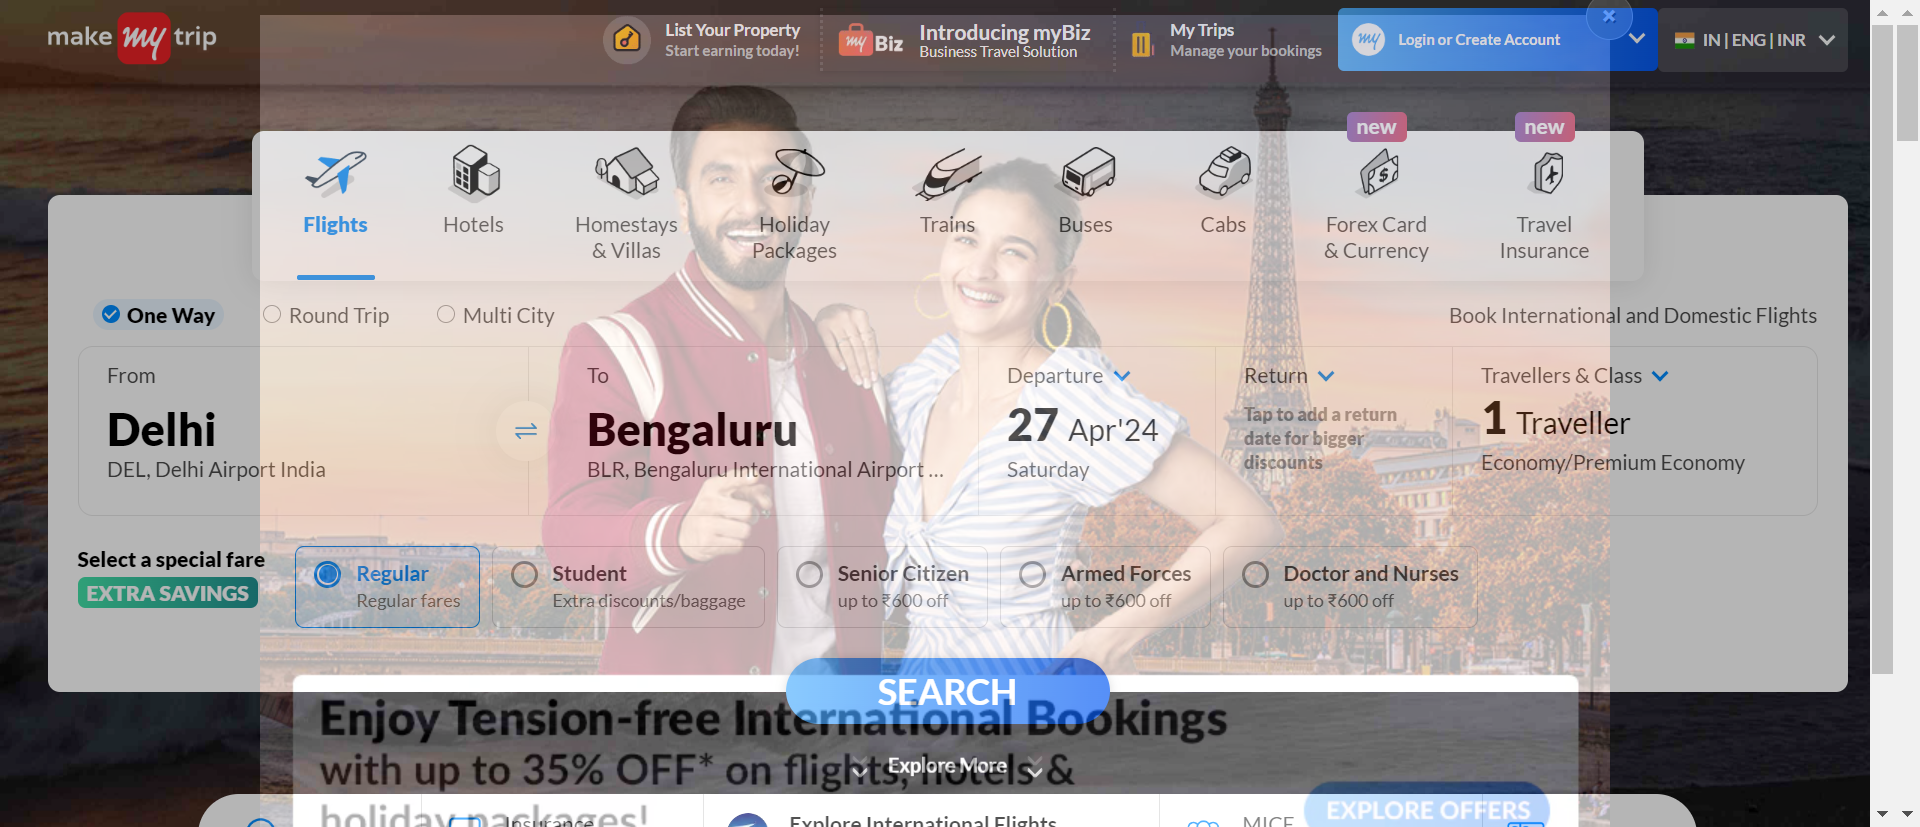 make my trip
List Your Property
Start earning today!
my Biz
Introducing myBiz
Business Travel Solution
My Trips
Manage your bookings
my
Login or Create Account
IN | ENG | INR
new
new
Flights
Hotels
Homestays
& Villas
Holiday
Packages
Trains
Buses
Cabs
Forex Card
& Currency
Travel
Insurance
One Way
Round Trip
Multi City
Book International and Domestic Flights
From
Delhi
DEL, Delhi Airport India
To
Bengaluru
BLR, Bengaluru International Airport ...
Departure
27 Apr'24
Saturday
Return
Tap to add a return
date for bigger
discounts
Travellers & Class
1 Traveller
Economy/Premium Economy
Select a special fare
EXTRA SAVINGS
Regular
Regular fares
Student
Extra discounts/baggage
Senior Citizen
up to ₹600 off
Armed Forces
up to ₹600 off
Doctor and Nurses
up to ₹600 off
SEARCH
Enjoy Tension-free International Bookings
with up to 35% OFF* on flights, hotels &
holiday packages!
Explore More
EXPLORE OFFERS
Insurance
Explore International Flights
MICE